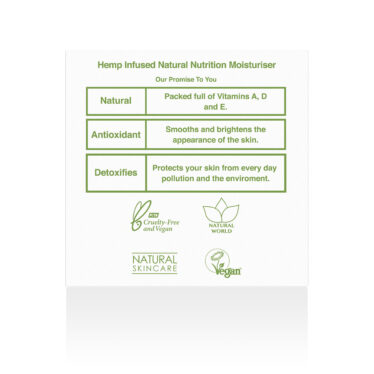 Hemp Infused Natural Nutrition Moisturiser
Our Promise To You
Natural
Packed full of Vitamins A, D
and E.
Antioxidant
Smooths and brightens the
appearance of the skin.
Detoxifies
Protects your skin from every day
pollution and the enviroment.
PETA
Cruelty-Free
and Vegan
NATURAL
WORLD
NATURAL
SKINCARE
Vegan